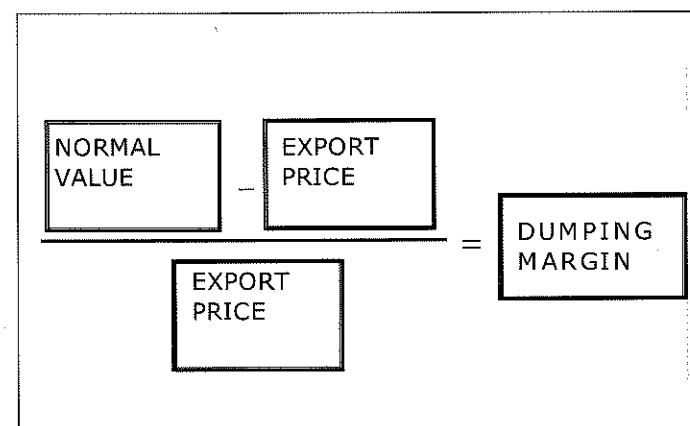 NORMAL
VALUE
–
EXPORT
PRICE
=
DUMPING
MARGIN
EXPORT
PRICE